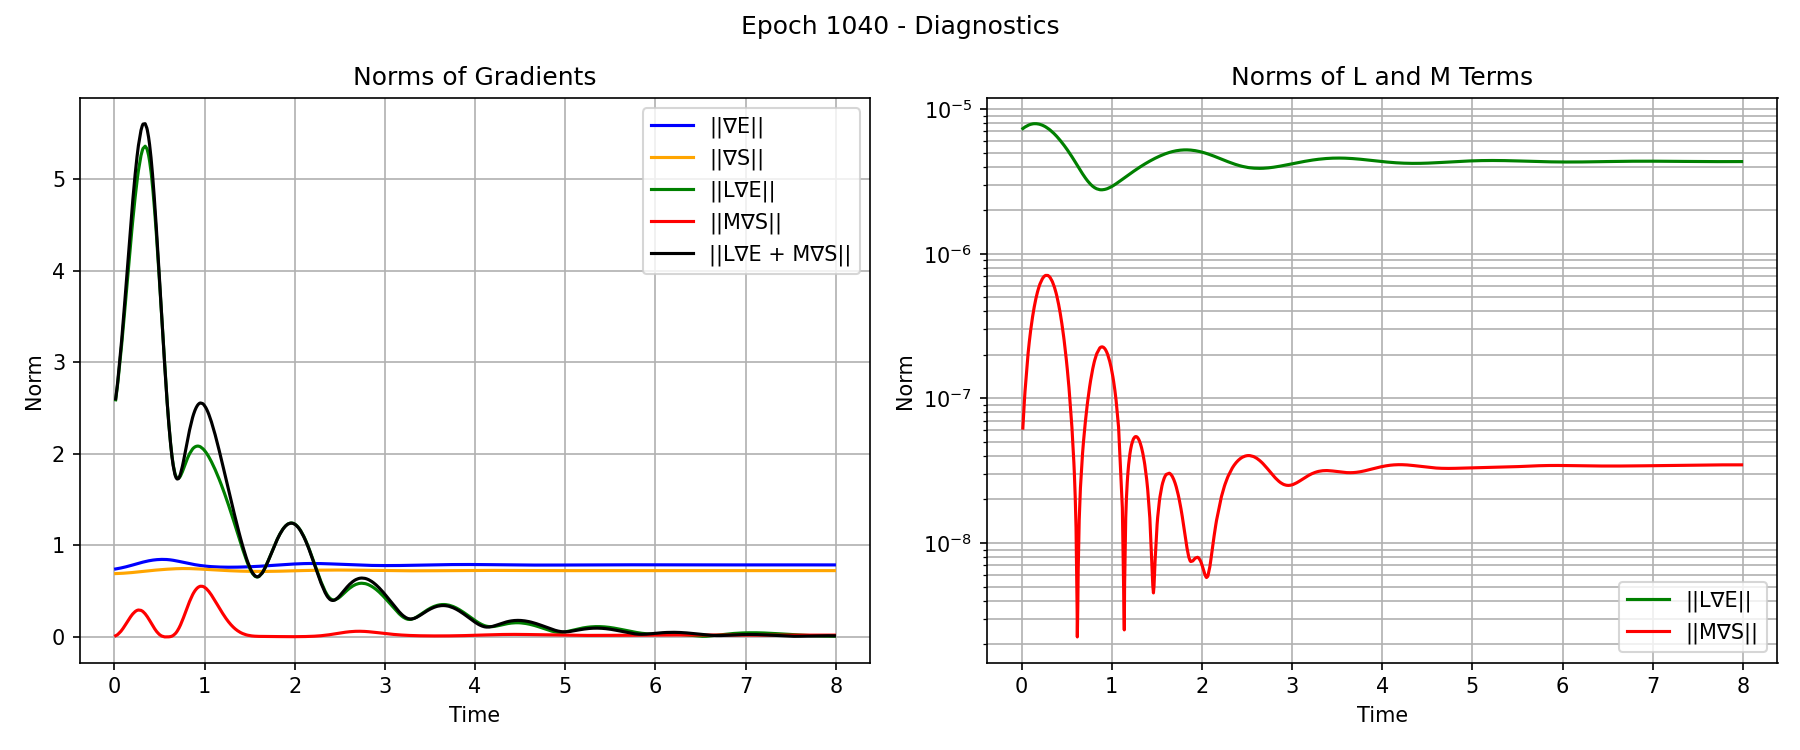 Epoch 1040 - Diagnostics
Norms of Gradients
Norm
5
4
3
2
1
0
||∇E||
||∇S||
||L∇E||
||M∇S||
||L∇E + M∇S||
0 1 2 3 4 5 6 7 8
Time
Norms of L and M Terms
Norm
10⁻⁵
10⁻⁶
10⁻⁷
10⁻⁸
||L∇E||
||M∇S||
0 1 2 3 4 5 6 7 8
Time